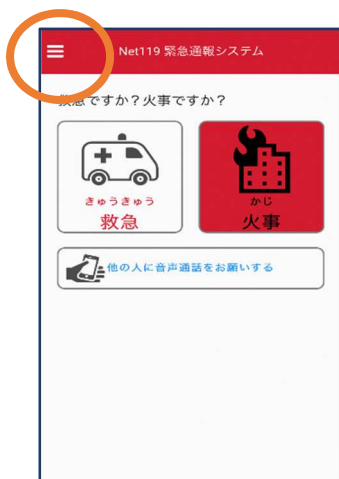 Net119 緊急通報システム
救急ですか？火事ですか？
きゅうきゅう
救急
かじ
火事
他の人に音声通話をお願いする